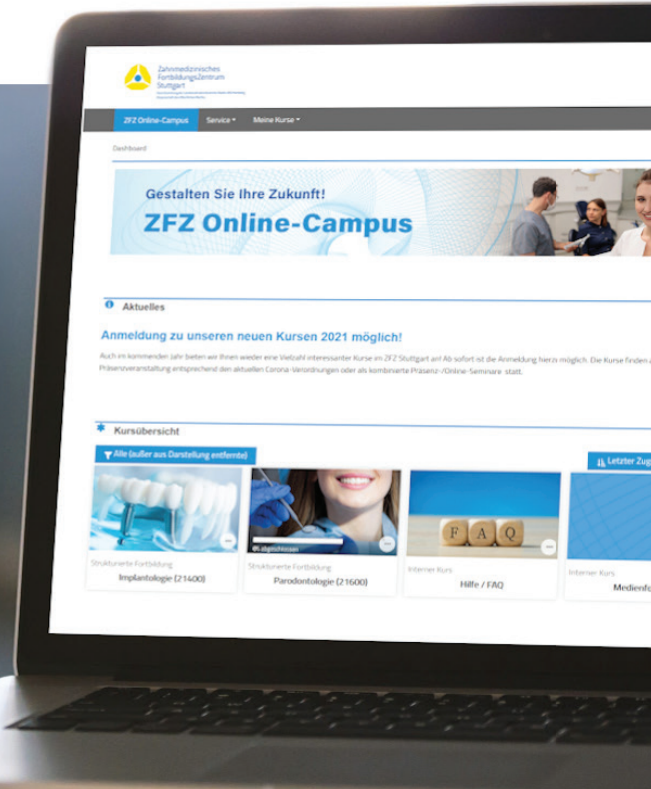 Zahnmedizinisches
FortbildungsZentrum
Stuttgart
ZFZ Online-Campus Service Meine Kurse
Dashboard
Gestalten Sie Ihre Zukunft!
ZFZ Online-Campus
Aktuelles
Anmeldung zu unseren neuen Kursen 2021 möglich!
Auch im kommenden Jahr bieten wir Ihnen wieder eine Vielzahl interessanter Kurse im ZFZ Stuttgart an! Ab sofort ist die Anmeldung hierzu möglich. Die Kurse finden
Präsenzveranstaltung entsprechend den aktuellen Corona-Verordnungen oder als kombinierte Präsenz-/Online-Seminare statt.
Kursübersicht
Alle (außer aus Darstellung entfernte)
Letzter Zug
abgeschlossen
FAQ
Strukturierte Fortbildung
Implantologie (21400)
Strukturierte Fortbildung
Parodontologie (21600)
Interner Kurs
Hilfe / FAQ
Interner Kurs
Medienfo